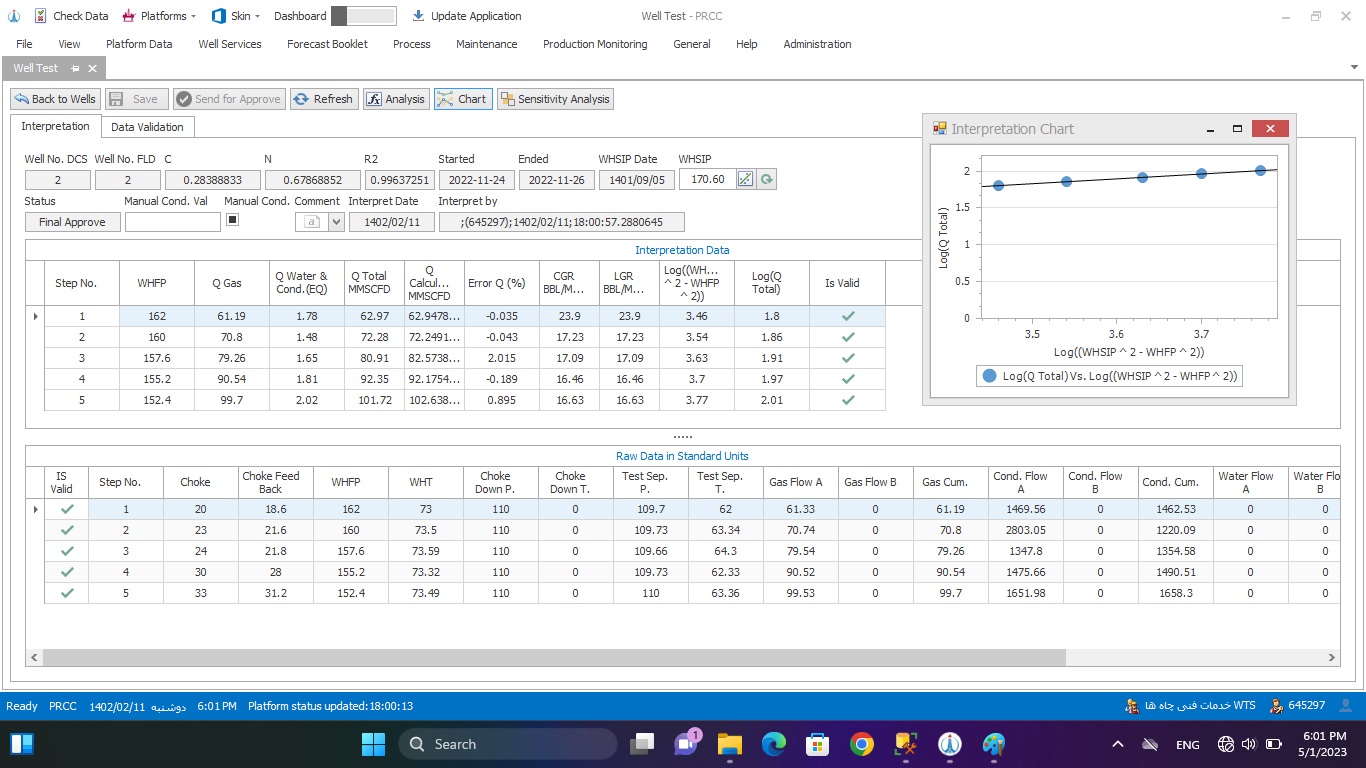 Check Data Platforms Skin Dashboard Update Application Well Test - PRCC
File View Platform Data Well Services Forecast Booklet Process Maintenance Production Monitoring General Help Administration
Well Test
Back to Wells Save Send for Approve Refresh Analysis Chart Sensitivity Analysis
Interpretation Data Validation
Well No. DCS Well No. FLD C N R2 Started Ended WHSIP Date WHSIP
2 2 0.28388833 0.67868852 0.99637251 2022-11-24 2022-11-26 1401/09/05 170.60
Status Manual Cond. Val Manual Cond. Comment Interpret Date Interpret by
Final Approve a 1402/02/11 ;(645297);1402/02/11;18:00:57.2880645
Interpretation Data
Step No. WHFP Q Gas Q Water & Cond.(EQ) Q Total MMSCFD Q Calcul... MMSCFD Error Q (%) CGR BBL/M... LGR BBL/M... Log((WH... ^ 2 - WHFP ^ 2)) Log(Q Total) Is Valid
1 162 61.19 1.78 62.97 62.9478... -0.035 23.9 23.9 3.46 1.8
2 160 70.8 1.48 72.28 72.2491... -0.043 17.23 17.23 3.54 1.86
3 157.6 79.26 1.65 80.91 82.5738... 2.015 17.09 17.09 3.63 1.91
4 155.2 90.54 1.81 92.35 92.1754... -0.189 16.46 16.46 3.7 1.97
5 152.4 99.7 2.02 101.72 102.638... 0.895 16.63 16.63 3.77 2.01
Interpretation Chart
Log(Q Total)
2
1.5
1
0.5
0
3.5 3.6 3.7
Log((WHSIP ^ 2 - WHFP ^ 2))
Log(Q Total) Vs. Log((WHSIP ^ 2 - WHFP ^ 2))
Raw Data in Standard Units
IS Valid Step No. Choke Choke Feed Back WHFP WHT Choke Down P. Choke Down T. Test Sep. P. Test Sep. T. Gas Flow A Gas Flow B Gas Cum. Cond. Flow A Cond. Flow B Cond. Cum. Water Flow A Water Flo B
1 20 18.6 162 73 110 0 109.7 62 61.33 0 61.19 1469.56 0 1462.53 0 0
2 23 21.6 160 73.5 110 0 109.73 63.34 70.74 0 70.8 2803.05 0 1220.09 0 0
3 24 21.8 157.6 73.59 110 0 109.66 64.3 79.54 0 79.26 1347.8 0 1354.58 0 0
4 30 28 155.2 73.32 110 0 109.73 62.33 90.52 0 90.54 1475.66 0 1490.51 0 0
5 33 31.2 152.4 73.49 110 0 110 63.36 99.53 0 99.7 1651.98 0 1658.3 0 0
Ready PRCC 1402/02/11 دوشنبه 6:01 PM Platform status updated:18:00:13 WTS خدمات فنی چاه ها 645297
Search 1 ENG 6:01 PM
5/1/2023